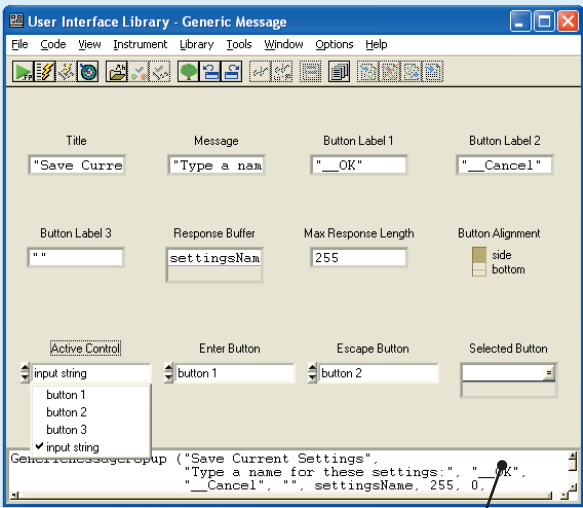 User Interface Library - Generic Message
File Code View Instrument Library Tools Window Options Help
Title Message Button Label 1 Button Label 2
"Save Curre "Type a nam "__OK" "__Cancel"
Button Label 3 Response Buffer Max Response Length Button Alignment
"" settingsNam 255 side
bottom
Active Control Enter Button Escape Button Selected Button
input string button 1 button 2
button 1
button 2
button 3
input string
("Save Current Settings",
"Type a name for these settings:", "__OK",
"__Cancel", "", settingsName, 255, 0,